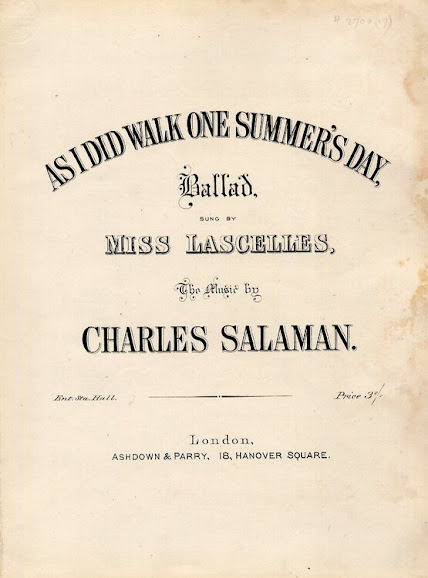 AS I DID WALK ONE SUMMER'S DAY,
Ballad,
SUNG BY
MISS LASCELLES,
The Music by
CHARLES SALAMAN.
Ent. Sta. Hall. Price 3/.
London,
ASHDOWN & PARRY, 18, HANOVER SQUARE.